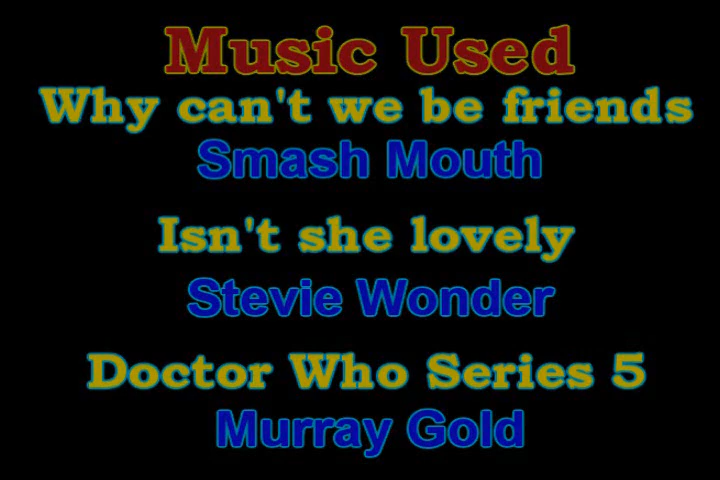 Music Used
Why can't we be friends
Smash Mouth
Isn't she lovely
Stevie Wonder
Doctor Who Series 5
Murray Gold